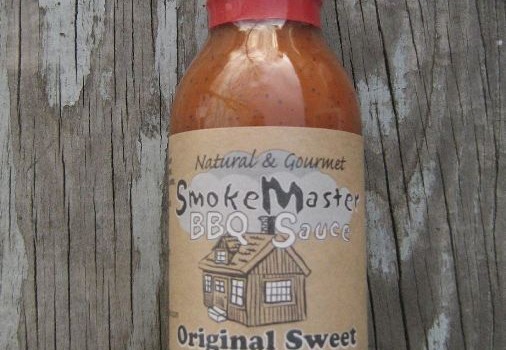 Natural & Gourmet
SmokeMaster
BBQ Sauce
Original Sweet